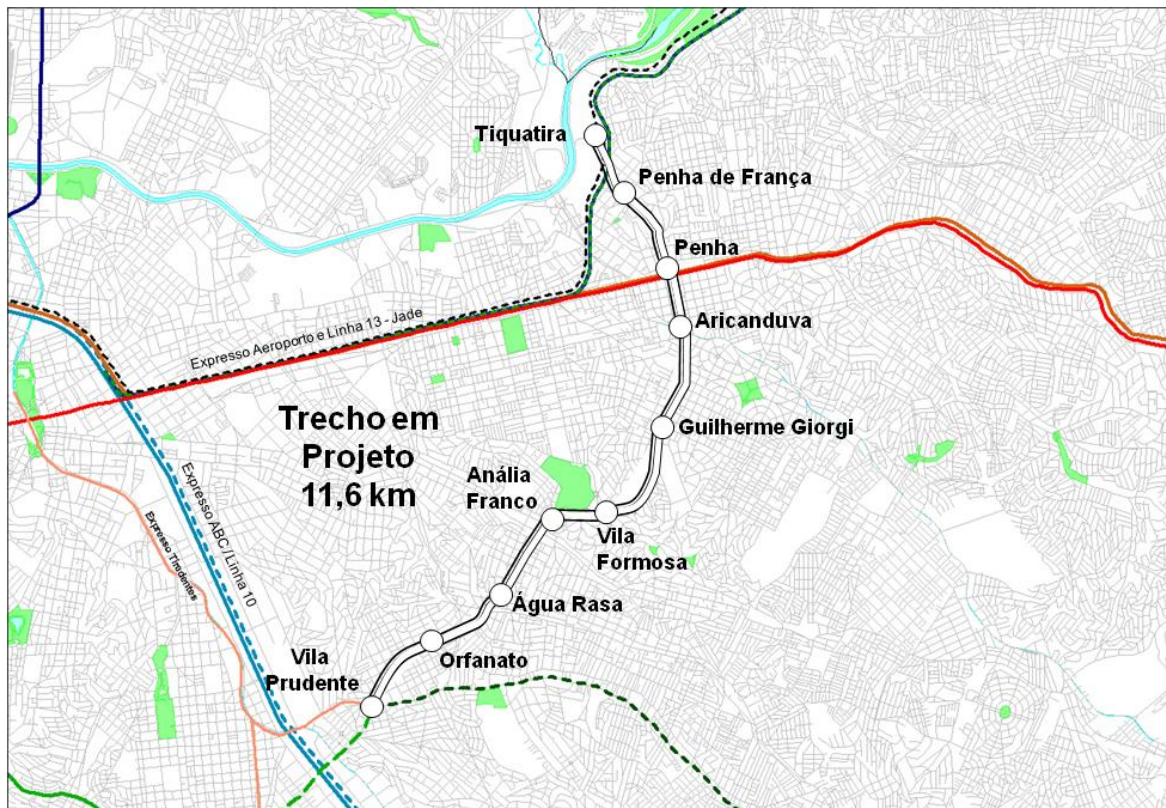 Tiquatira
Penha de França
Penha
Aricanduva
Expresso Aeroporto e Linha 13 - Jade
Trecho em
Projeto
11,6 km
Guilherme Giorgi
Anália
Franco
Vila
Formosa
Expresso ABC / Linha 10
Expresso Tiradentes
Água Rasa
Orfanato
Vila
Prudente